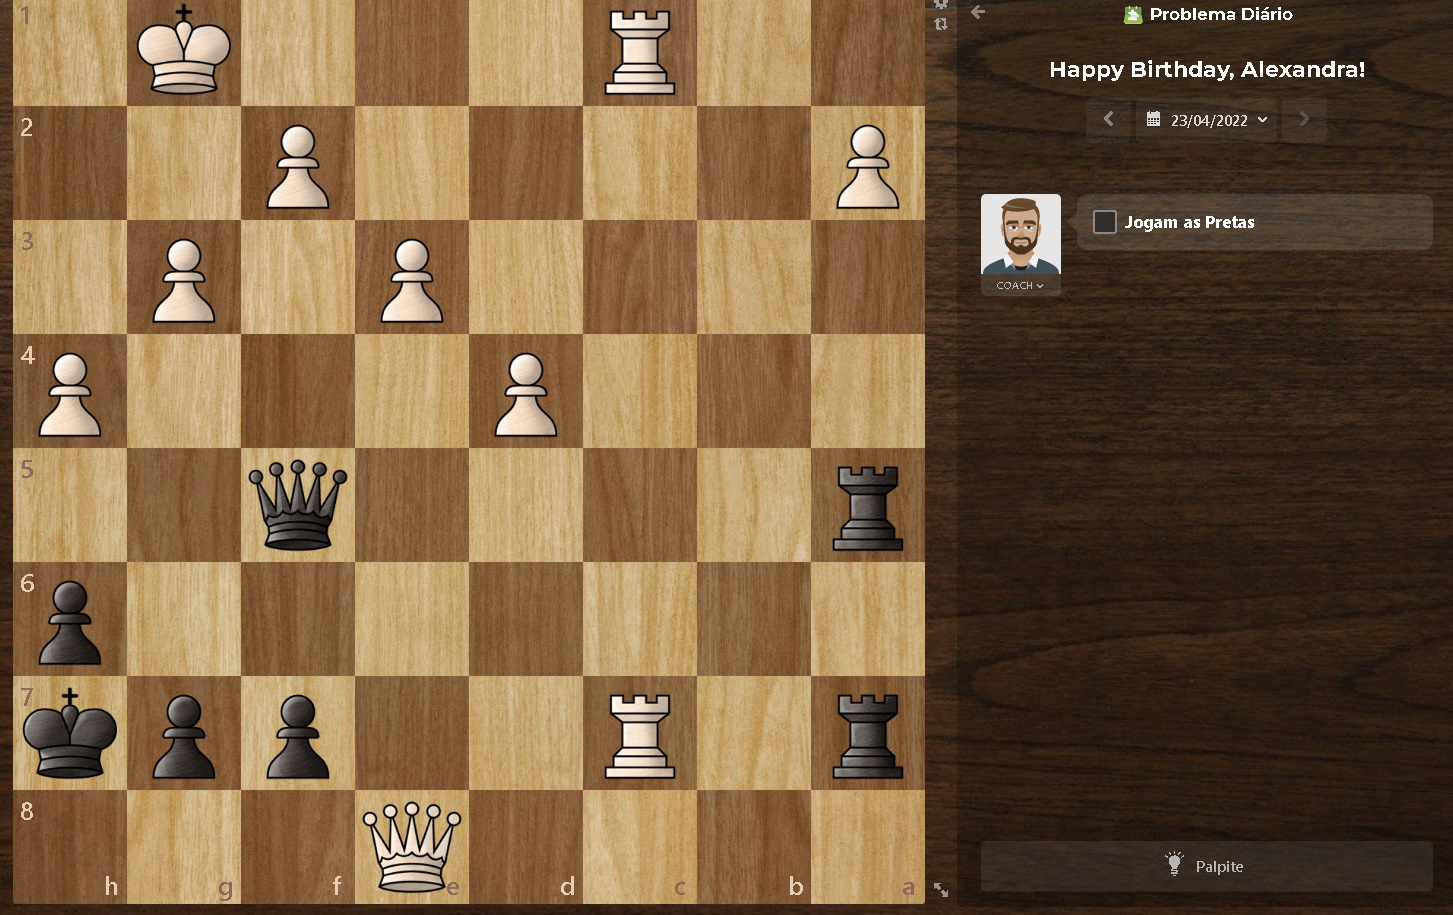 1
2
3
4
5
6
7
8
h g f e d c b a
Problema Diário
Happy Birthday, Alexandra!
23/04/2022
Jogam as Pretas
COACH
Palpite